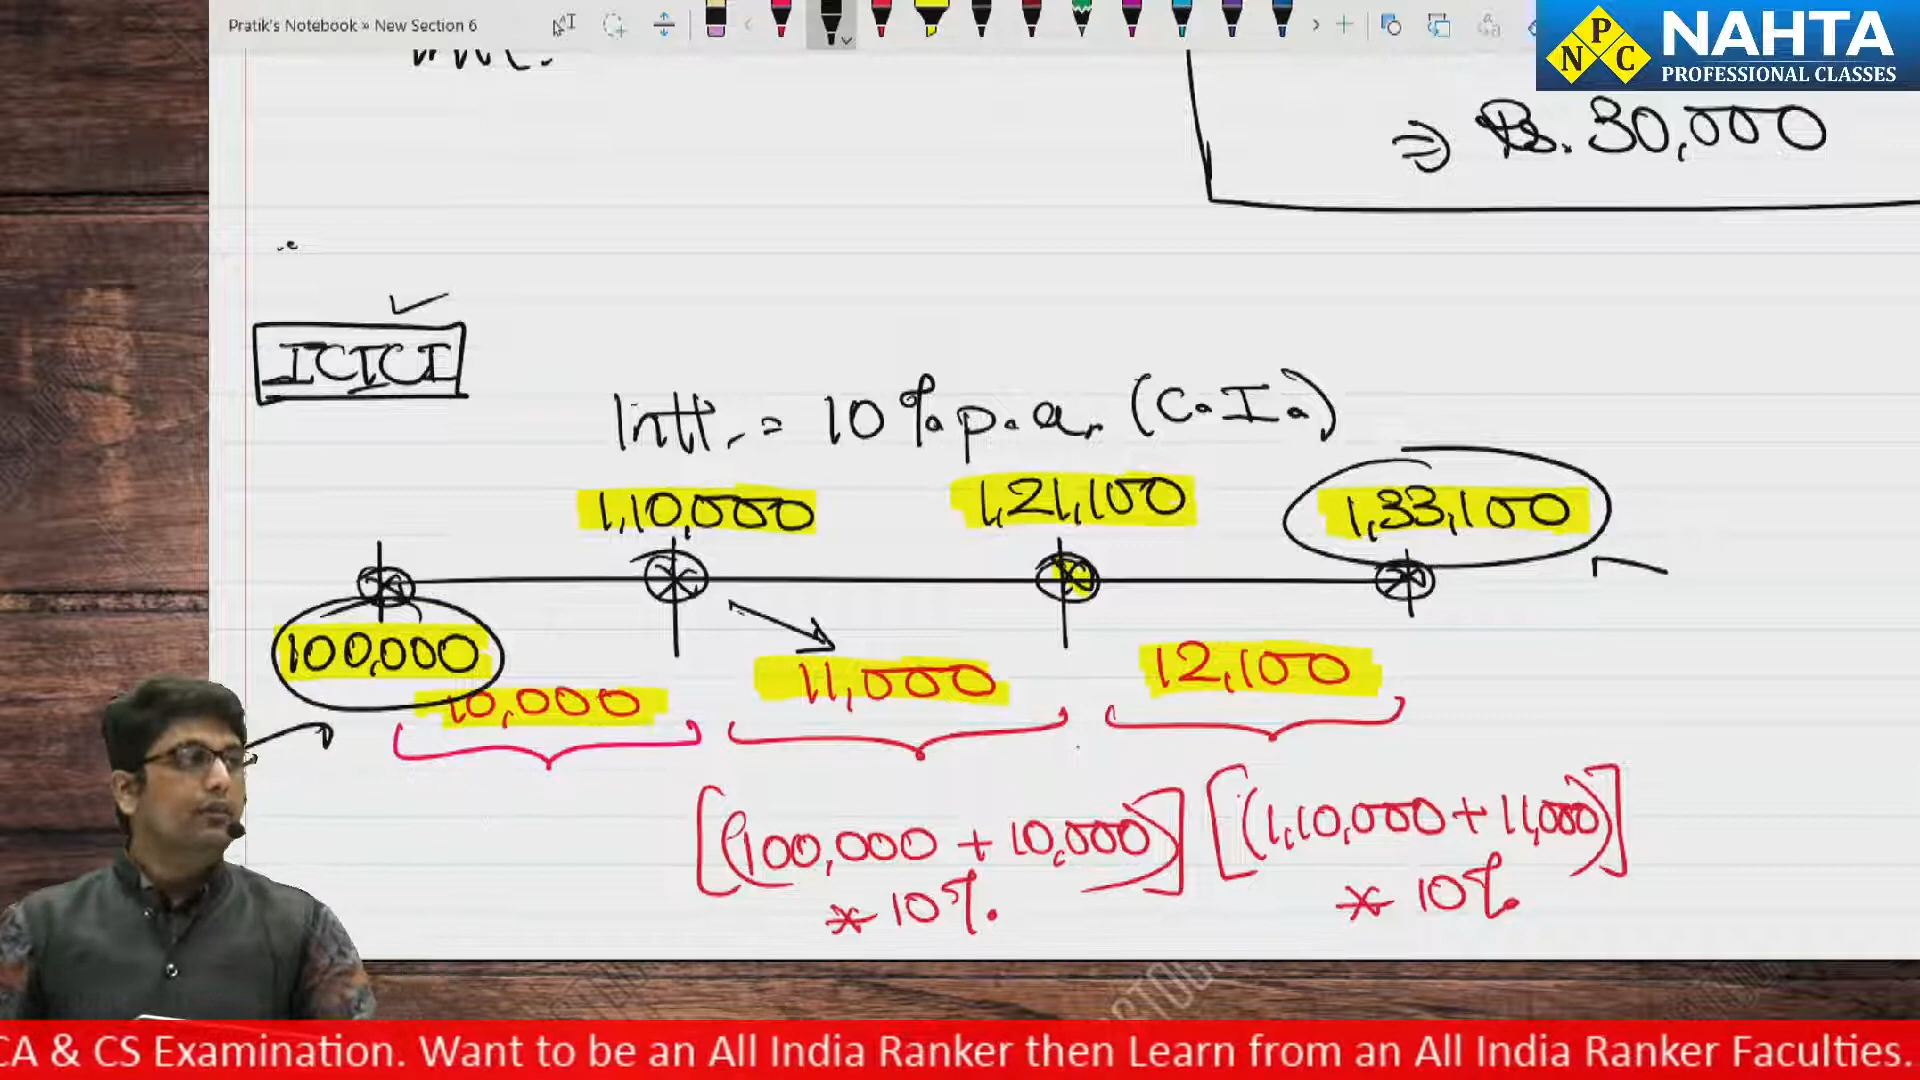 Pratik's Notebook » New Section 6
NPC
NAHTA
PROFESSIONAL CLASSES
⇒ Rs. 30,000
ICICI
Intt. = 10% p.a. (C.I.)
1,10,000 1,21,100 1,33,100
100,000
10,000 11,000 12,100
[(100,000 + 10,000) [(1,10,000 + 11,000)]
* 10% * 10%
CA & CS Examination. Want to be an All India Ranker then Learn from an All India Ranker Faculties.